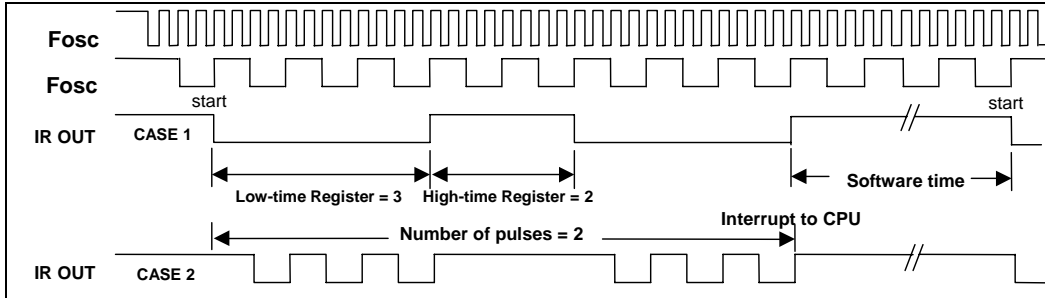 Fosc
Fosc
start
start
IR OUT
CASE 1
Low-time Register = 3
High-time Register = 2
Software time
Number of pulses = 2
Interrupt to CPU
IR OUT
CASE 2